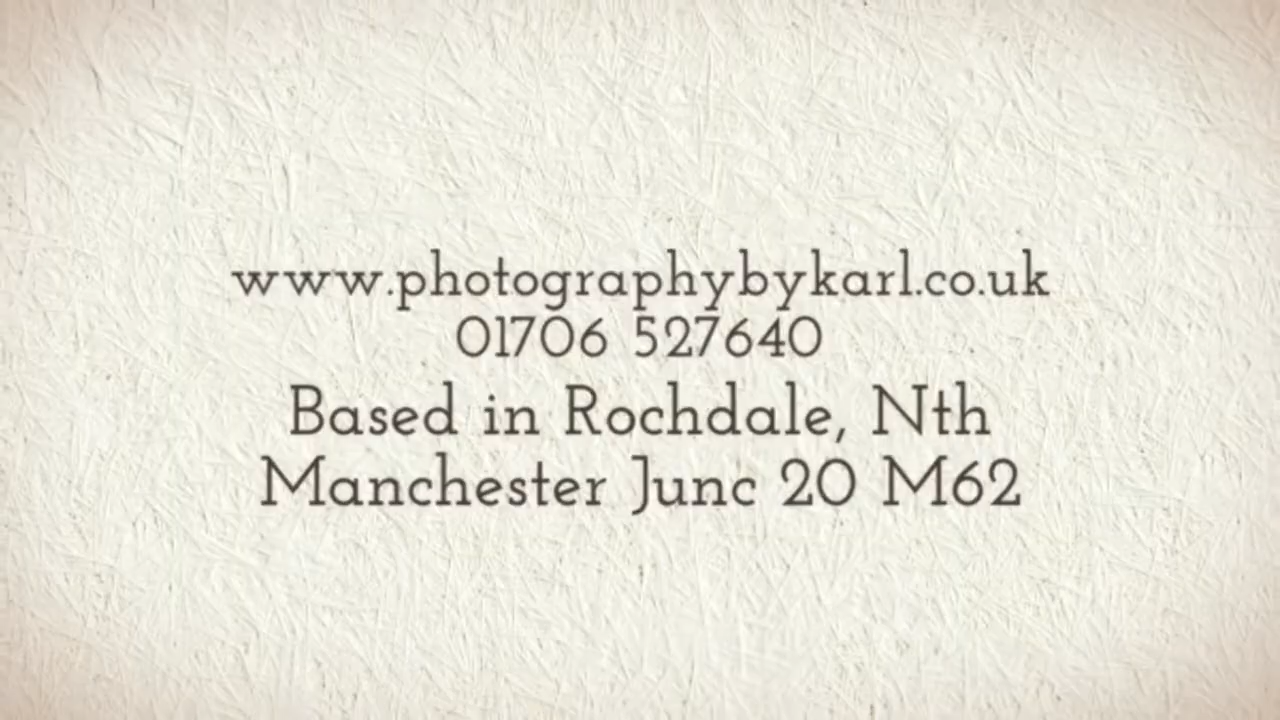 www.photographybykarl.co.uk
01706 527640
Based in Rochdale, Nth
Manchester Junc 20 M62